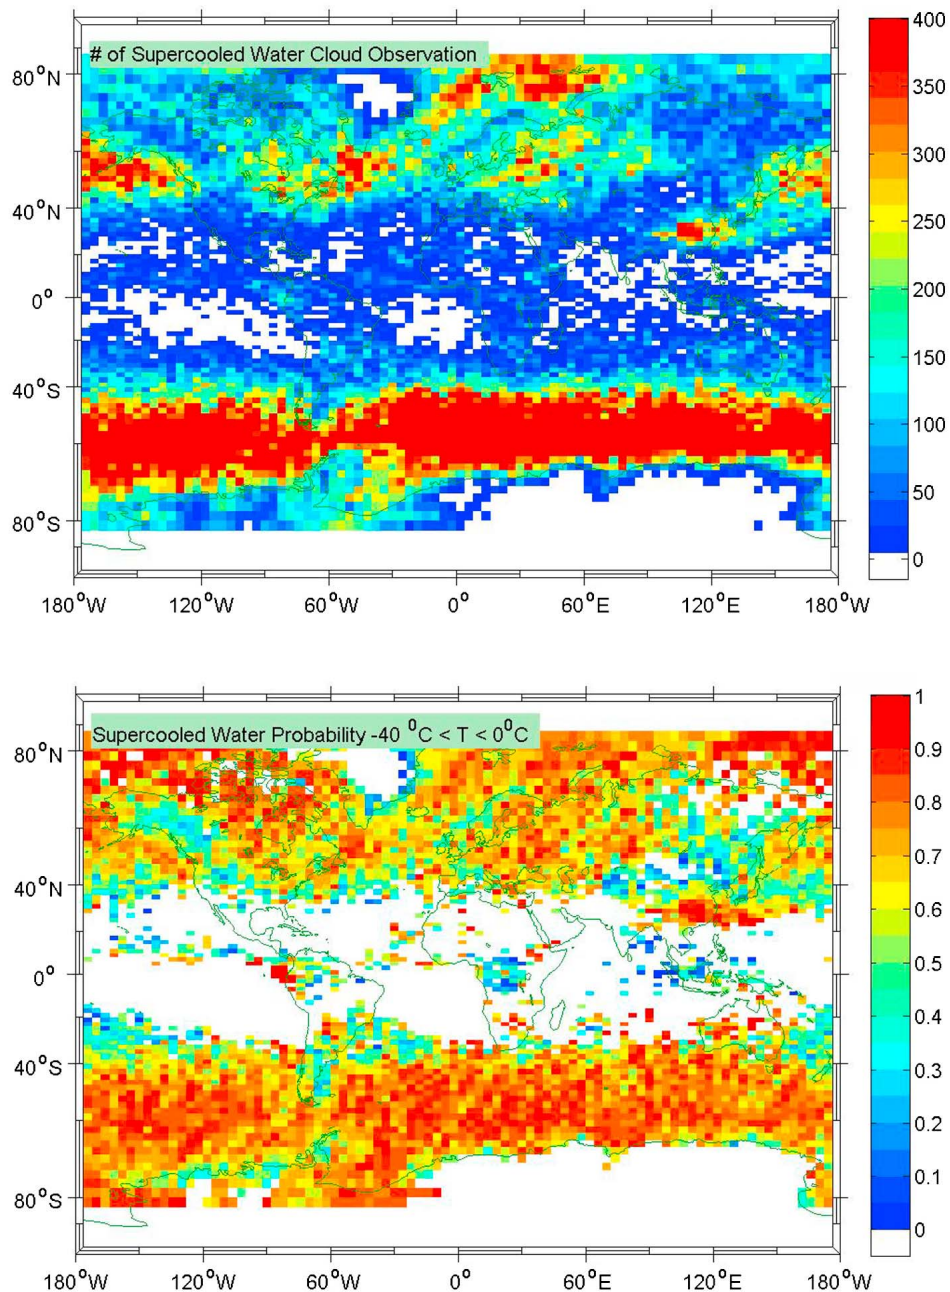 # of Supercooled Water Cloud Observation
80°N
40°N
0°
40°S
80°S
180°W 120°W 60°W 0° 60°E 120°E 180°W
400
350
300
250
200
150
100
50
0
Supercooled Water Probability -40 °C < T < 0°C
80°N
40°N
0°
40°S
80°S
180°W 120°W 60°W 0° 60°E 120°E 180°W
1
0.9
0.8
0.7
0.6
0.5
0.4
0.3
0.2
0.1
0